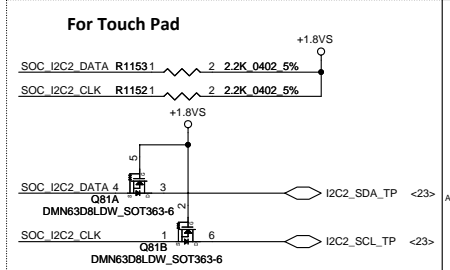 For Touch Pad
+1.8VS
SOC_I2C2_DATA R1153 1 2 2.2K_0402_5%
SOC_I2C2_CLK R1152 1 2 2.2K_0402_5%
+1.8VS
5
SOC_I2C2_DATA 4 3 I2C2_SDA_TP <23>
A
Q81A
DMN63D8LDW_SOT363-6
2
SOC_I2C2_CLK 1 6 I2C2_SCL_TP <23>
Q81B
DMN63D8LDW_SOT363-6